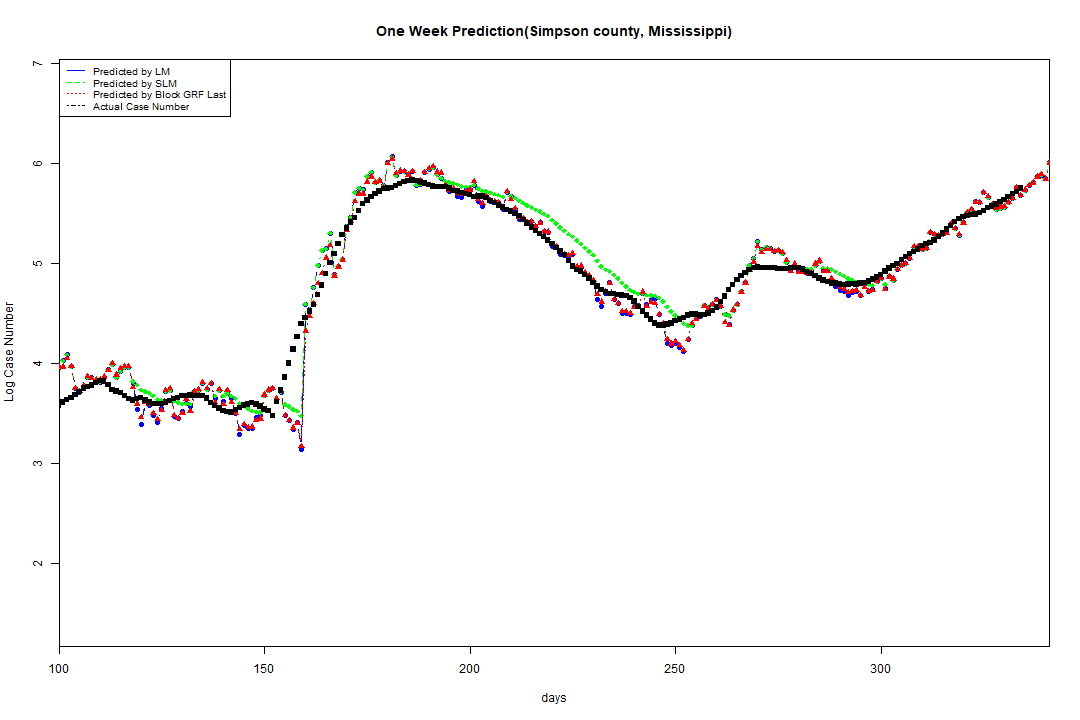 One Week Prediction(Simpson county, Mississippi)
Predicted by LM
Predicted by SLM
Predicted by Block GRF Last
Actual Case Number
7
6
5
4
3
2
Log Case Number
100 150 200 250 300
days